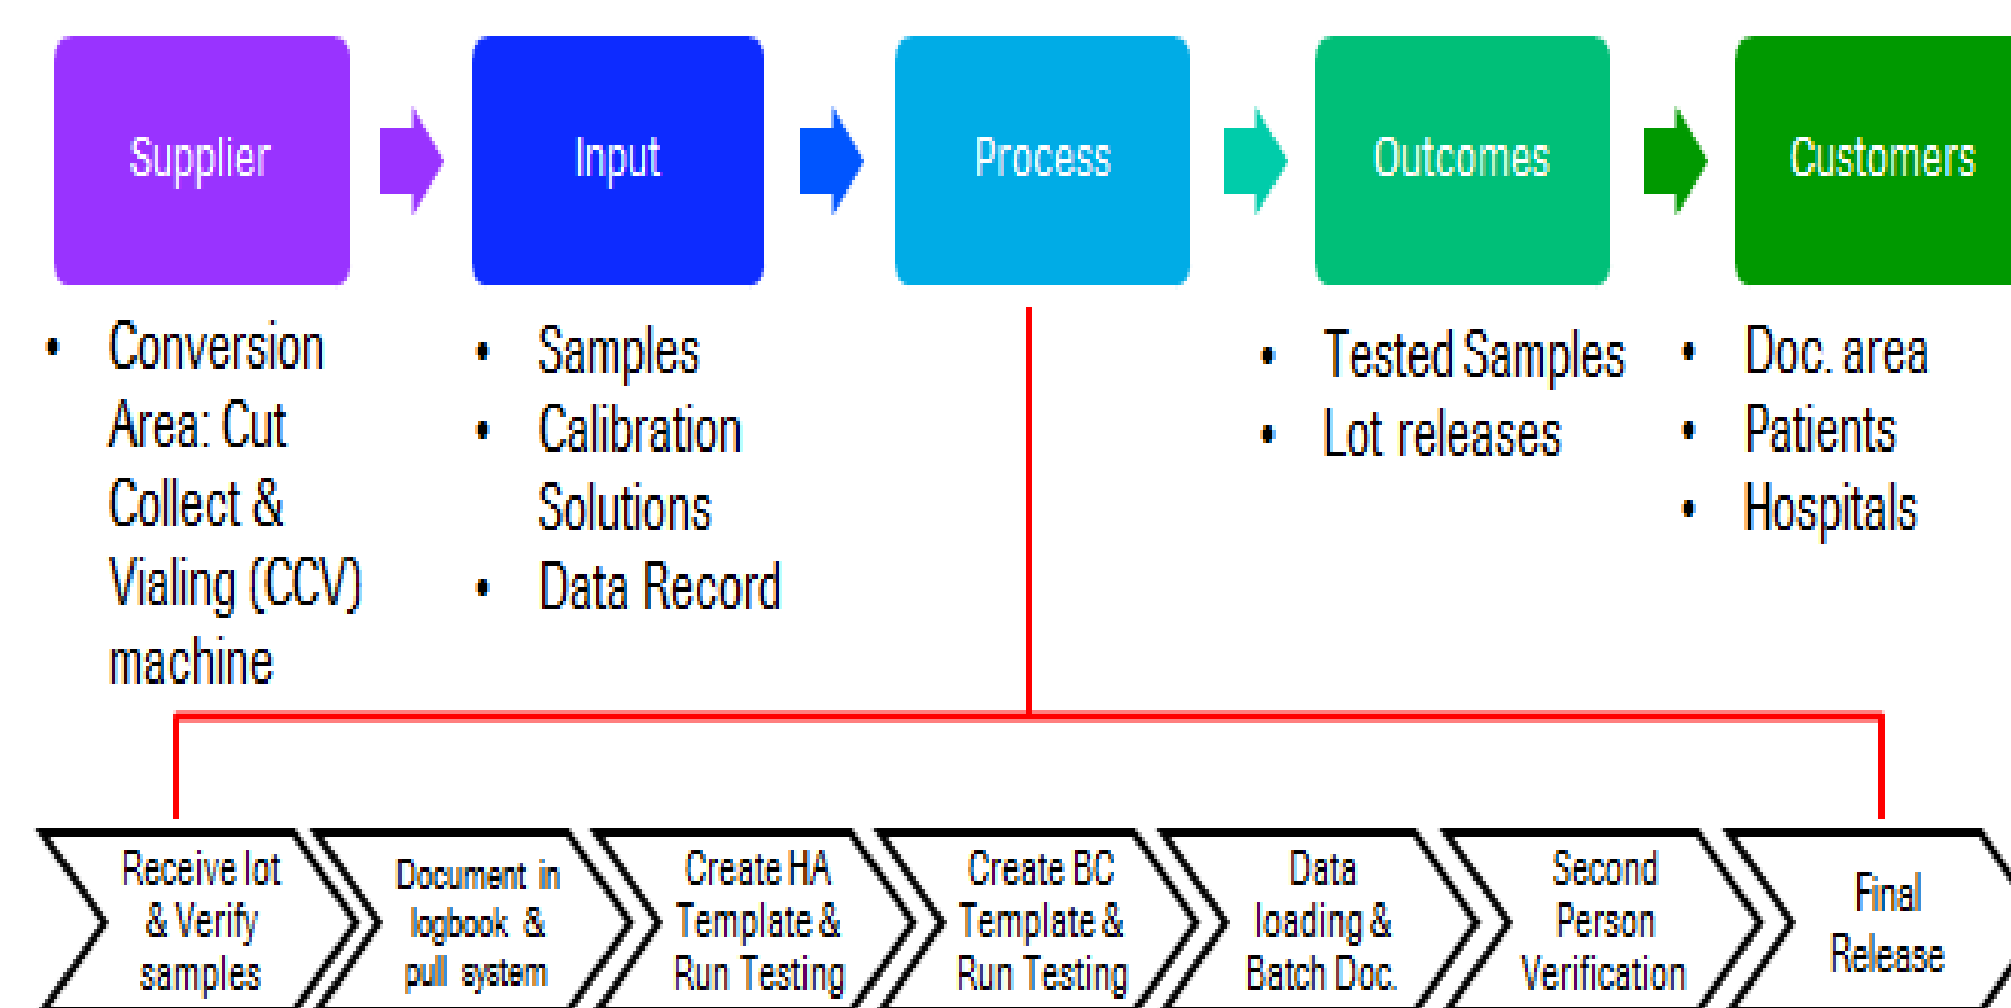 Supplier
Input
Process
Outcomes
Customers
• Conversion
Area: Cut
Collect &
Vialing (CCV)
machine
• Samples
• Calibration
Solutions
• Data Record
• Tested Samples
• Lot releases
• Doc. area
• Patients
• Hospitals
Receive lot
& Verify
samples
Document in
logbook &
pull system
Create HA
Template &
Run Testing
Create BC
Template &
Run Testing
Data
loading &
Batch Doc.
Second
Person
Verification
Final
Release